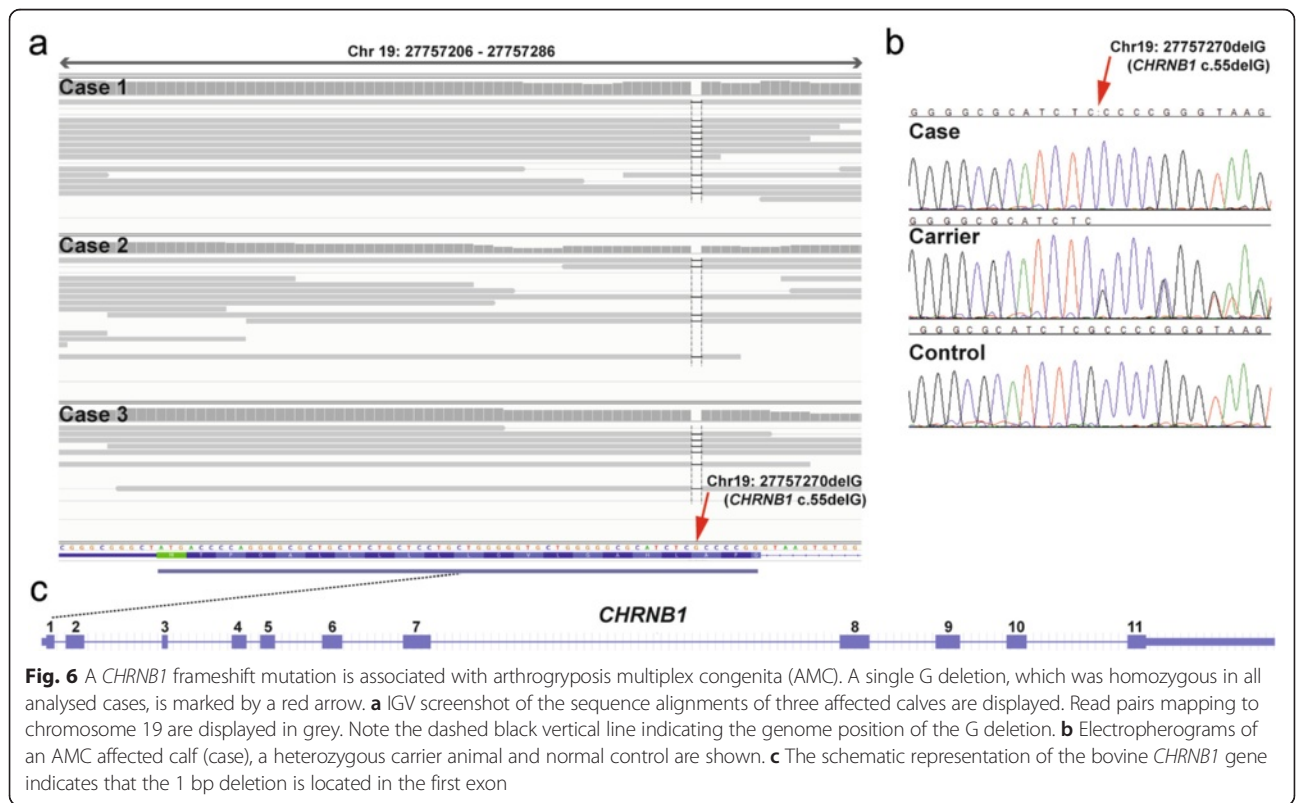 a
Chr 19: 27757206 - 27757286
Case 1
Case 2
Case 3
Chr19: 27757270delG
(CHRNB1 c.55delG)
b
Chr19: 27757270delG
(CHRNB1 c.55delG)
G G G G C G C A T C T C : C C C C G G G T A A G
Case
G G G G C G C A T C T C
Carrier
G G G C G C A T C T C G C C C C G G G T A A G
Control
c
CHRNB1
1 2 3 4 5 6 7 8 9 10 11
Fig. 6 A CHRNB1 frameshift mutation is associated with arthrogryposis multiplex congenita (AMC). A single G deletion, which was homozygous in all
analysed cases, is marked by a red arrow. a IGV screenshot of the sequence alignments of three affected calves are displayed. Read pairs mapping to
chromosome 19 are displayed in grey. Note the dashed black vertical line indicating the genome position of the G deletion. b Electropherograms of
an AMC affected calf (case), a heterozygous carrier animal and normal control are shown. c The schematic representation of the bovine CHRNB1 gene
indicates that the 1 bp deletion is located in the first exon